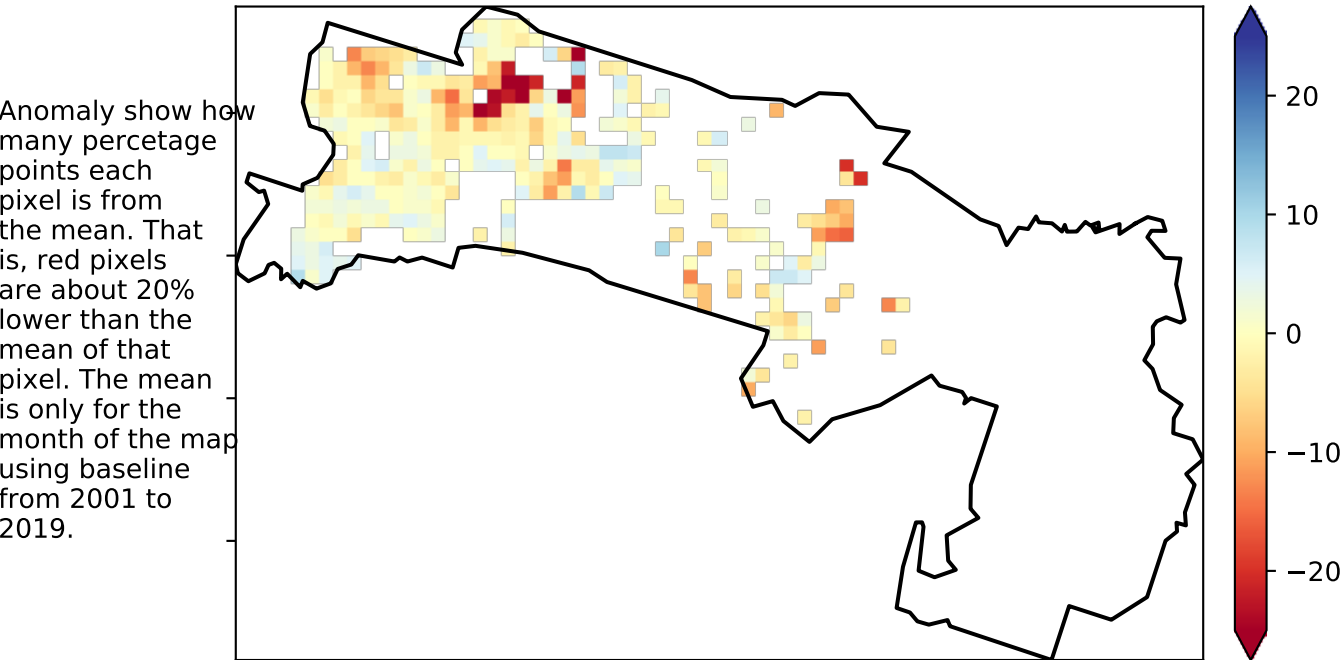 Anomaly show how
many percetage
points each
pixel is from
the mean. That
is, red pixels
are about 20%
lower than the
mean of that
pixel. The mean
is only for the
month of the map
using baseline
from 2001 to
2019.
20
10
0
−10
−20